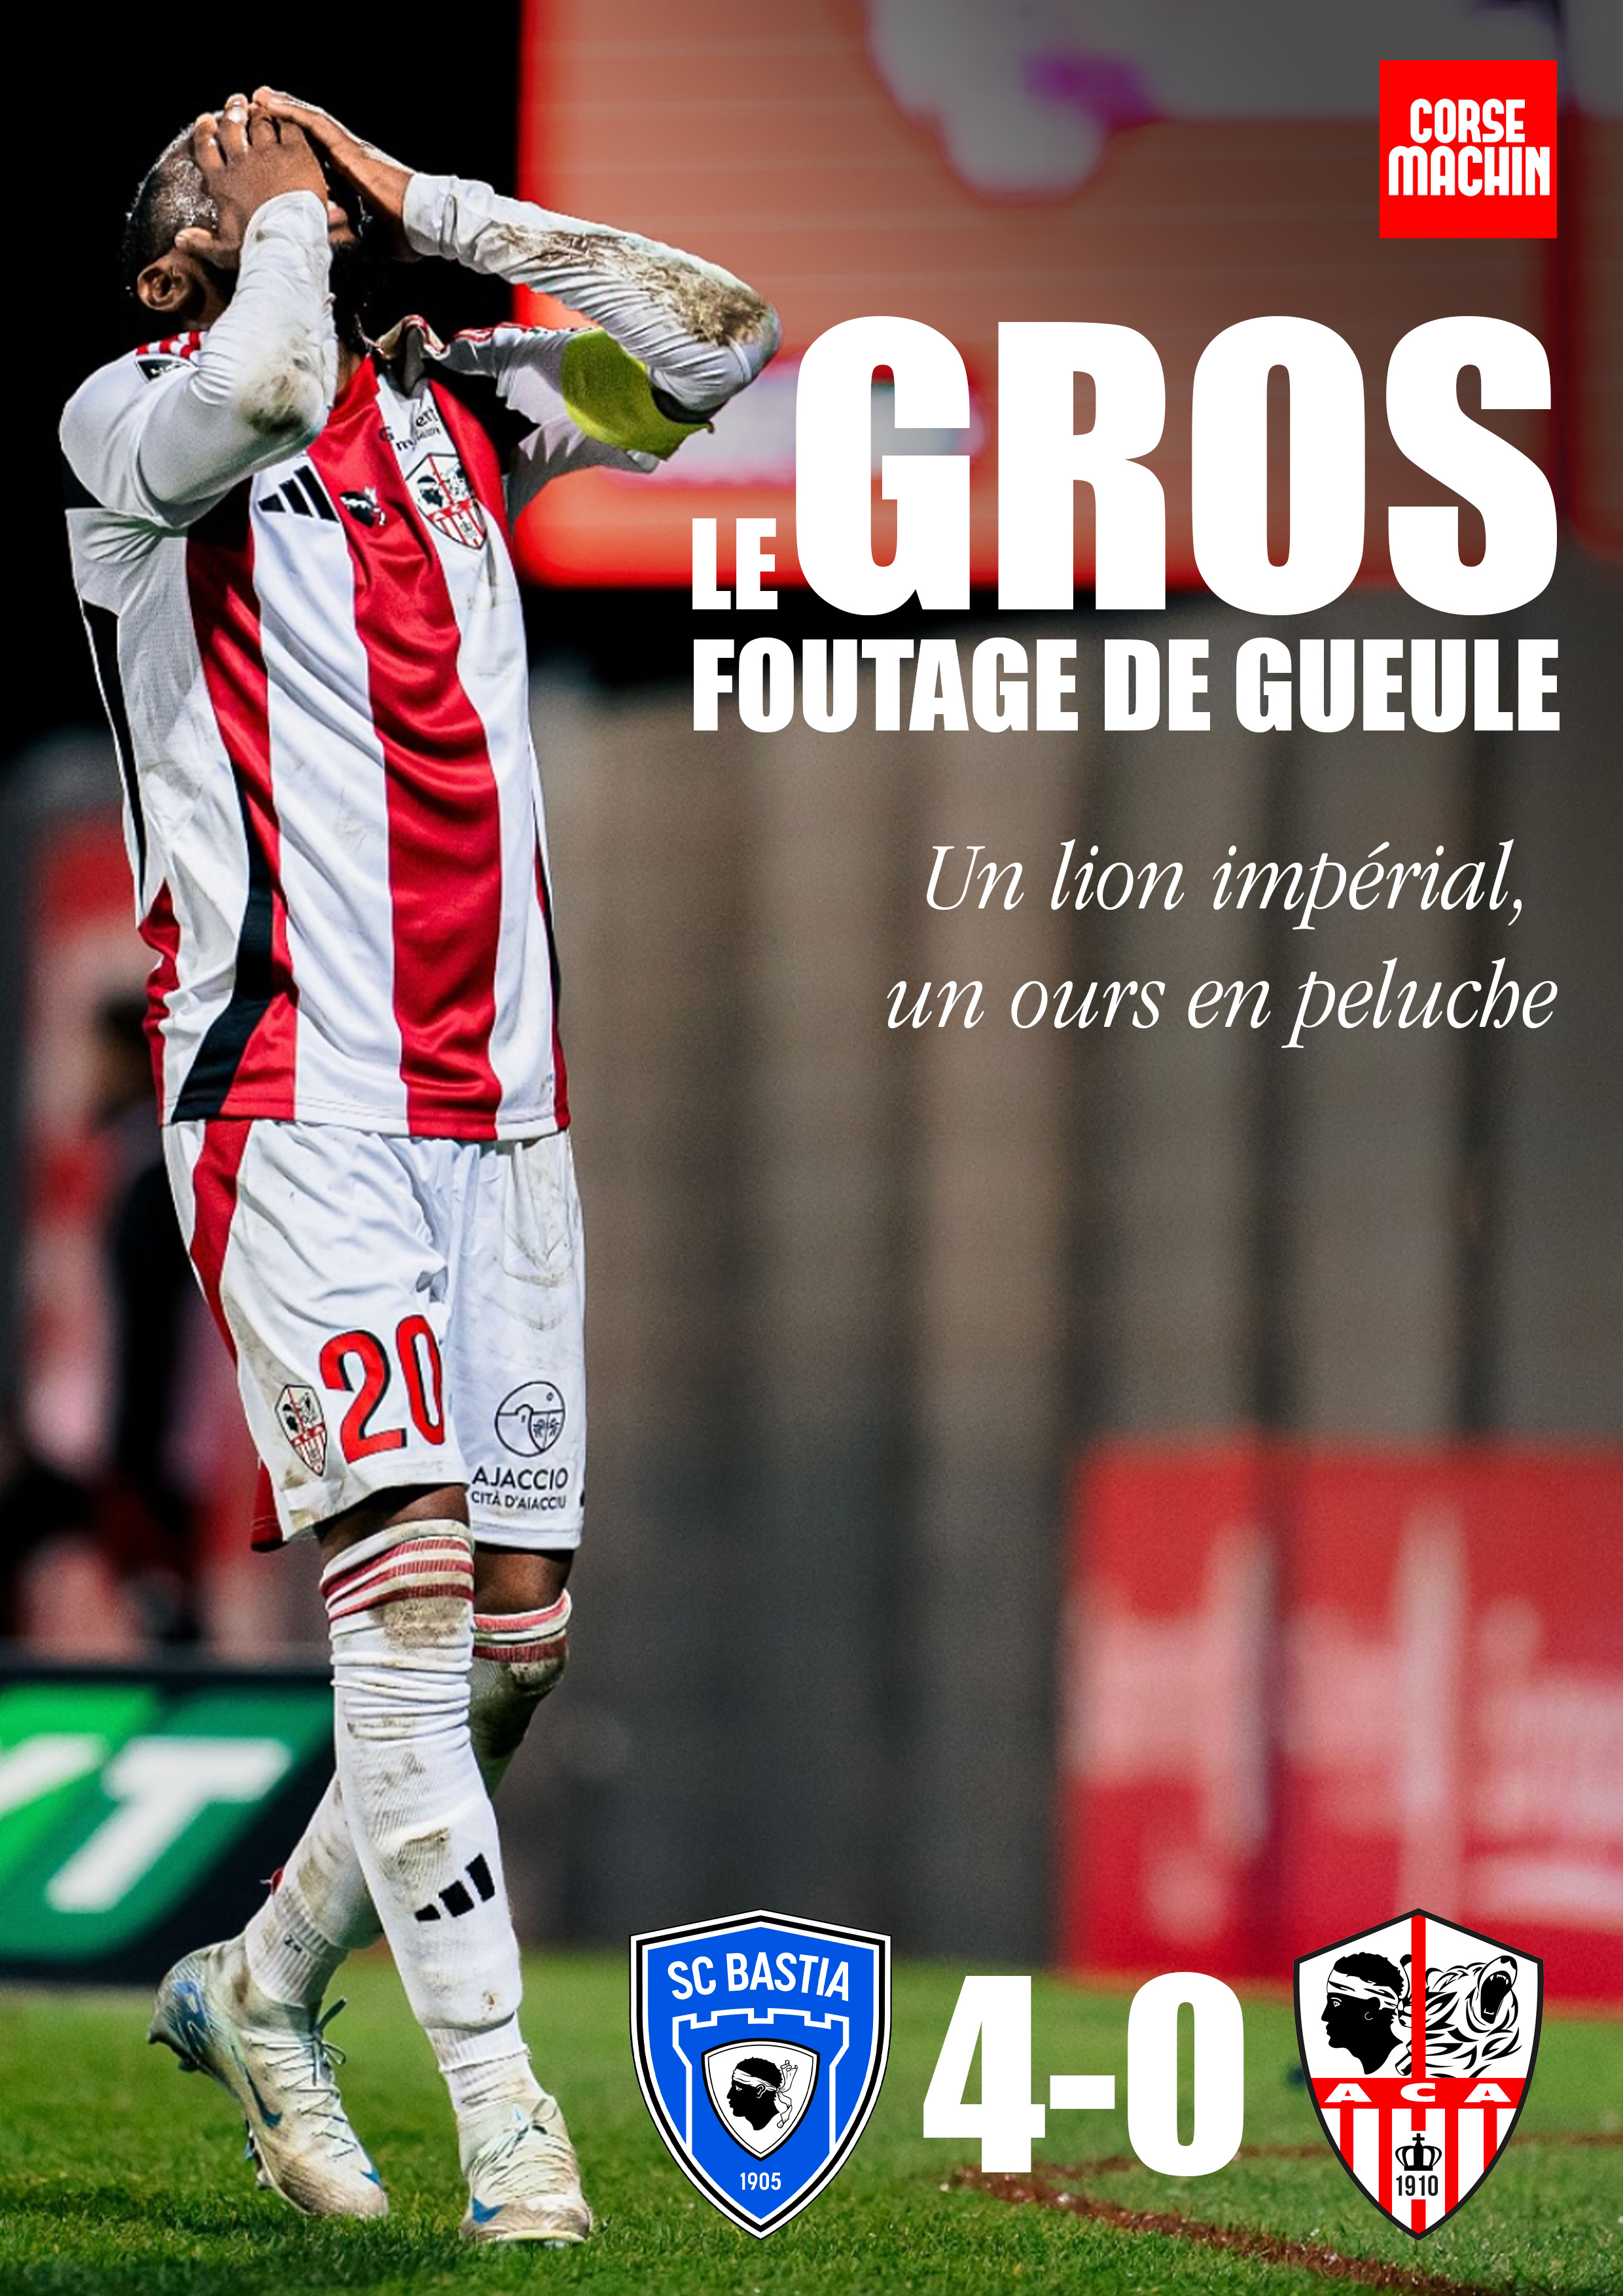 CORSE
MACHIN
LE GROS
FOUTAGE DE GUEULE
Un lion impérial,
un ours en peluche
20
AJACCIO
CITÀ D'AIACCIU
SC BASTIA
1905
4-0
ACA
1910